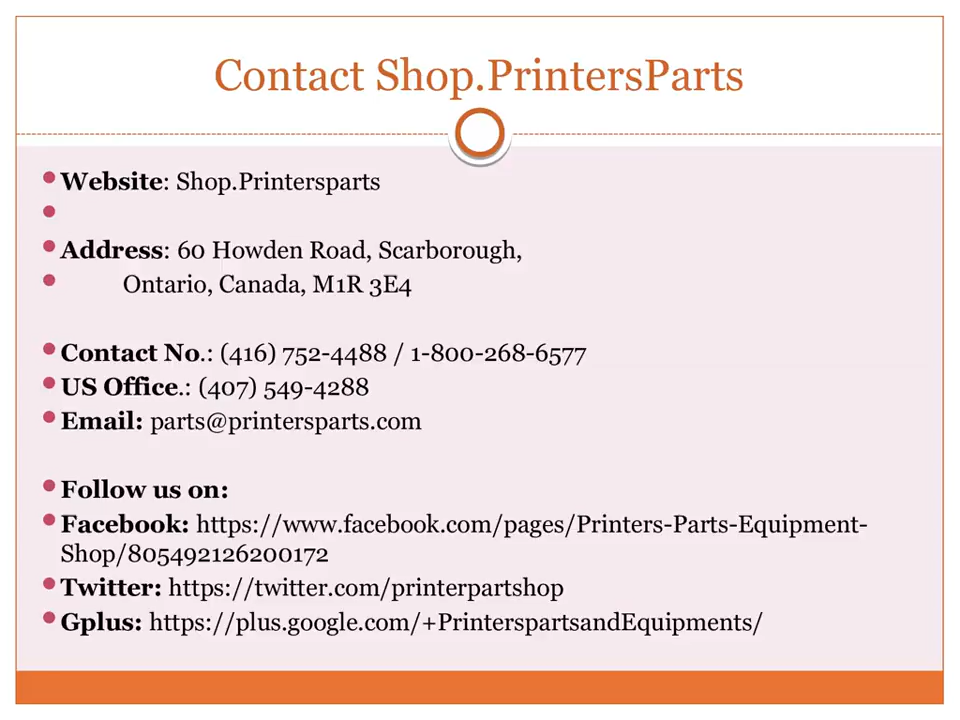 Contact Shop.PrintersParts
Website: Shop.Printersparts
Address: 60 Howden Road, Scarborough,
Ontario, Canada, M1R 3E4
Contact No.: (416) 752-4488 / 1-800-268-6577
US Office.: (407) 549-4288
Email: parts@printersparts.com
Follow us on:
Facebook: https://www.facebook.com/pages/Printers-Parts-Equipment-
Shop/805492126200172
Twitter: https://twitter.com/printerpartshop
Gplus: https://plus.google.com/+PrinterspartsandEquipments/